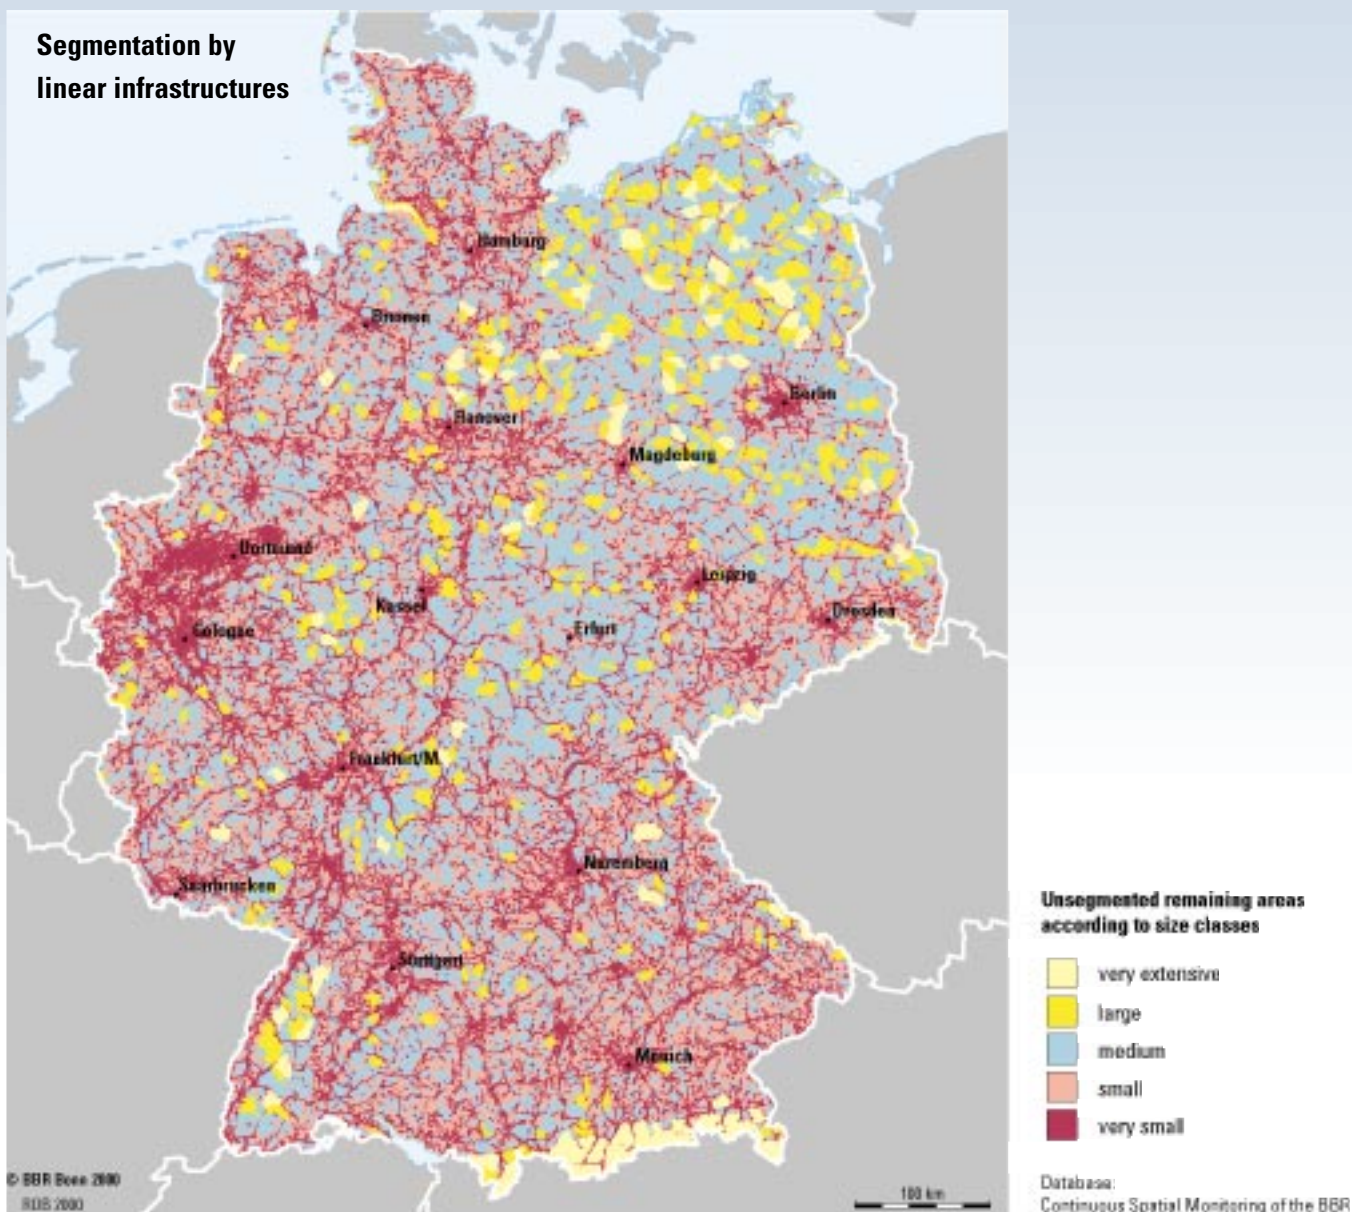 Segmentation by
linear infrastructures
Hamburg
Bremen
Berlin
Hanover
Magdeburg
Dortmund
Leipzig
Kassel
Dresden
Cologne
Erfurt
Frankfurt/M.
Nuremberg
Saarbrucken
Stuttgart
Munich
Unsegmented remaining areas
according to size classes
very extensive
large
medium
small
very small
© BBR Bonn 2000
ROB 2000
100 km
Database:
Continuous Spatial Monitoring of the BBR